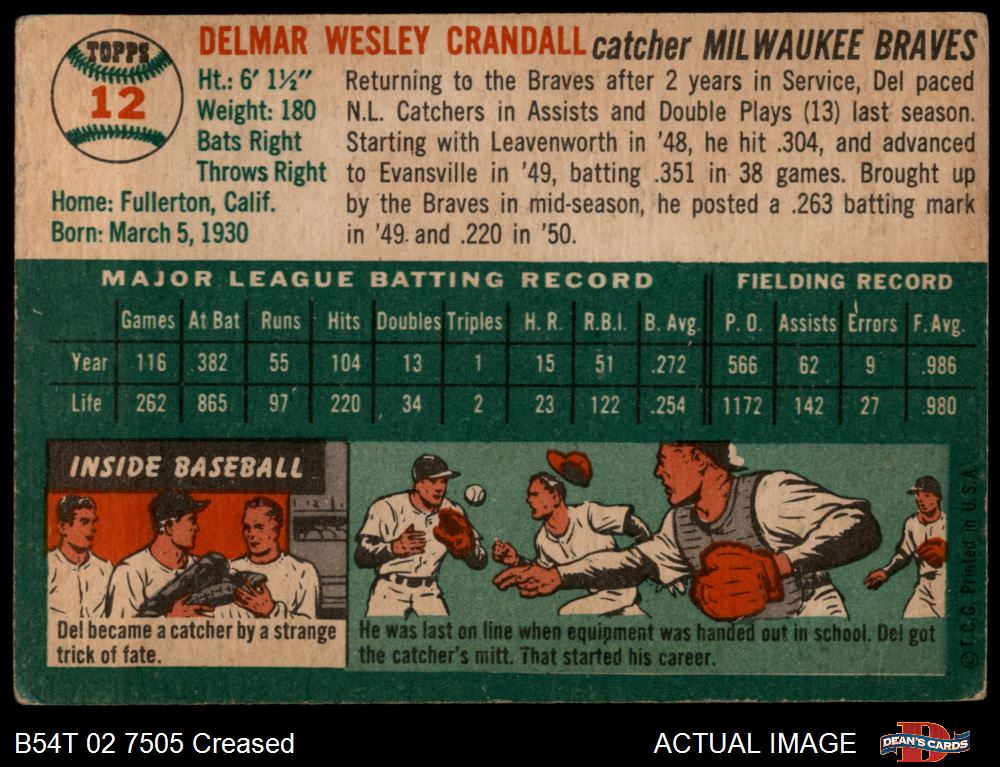 TOPPS
12
DELMAR WESLEY CRANDALL catcher MILWAUKEE BRAVES
Ht.: 6' 1½"
Weight: 180
Bats Right
Throws Right
Home: Fullerton, Calif.
Born: March 5, 1930
Returning to the Braves after 2 years in Service, Del paced
N.L. Catchers in Assists and Double Plays (13) last season.
Starting with Leavenworth in '48, he hit .304, and advanced
to Evansville in '49, batting .351 in 38 games. Brought up
by the Braves in mid-season, he posted a .263 batting mark
in '49 and .220 in '50.
MAJOR LEAGUE BATTING RECORD FIELDING RECORD
Games At Bat Runs Hits Doubles Triples H. R. R.B.I. B. Avg. P. O. Assists Errors F. Avg.
Year 116 382 55 104 13 1 15 51 .272 566 62 9 .986
Life 262 865 97 220 34 2 23 122 .254 1172 142 27 .980
INSIDE BASEBALL
Del became a catcher by a strange
trick of fate.
He was last on line when equipment was handed out in school. Del got
the catcher's mitt. That started his career.
© T.C.G. Printed in U.S.A.
B54T 02 7505 Creased
ACTUAL IMAGE
D
DEAN'S CARDS